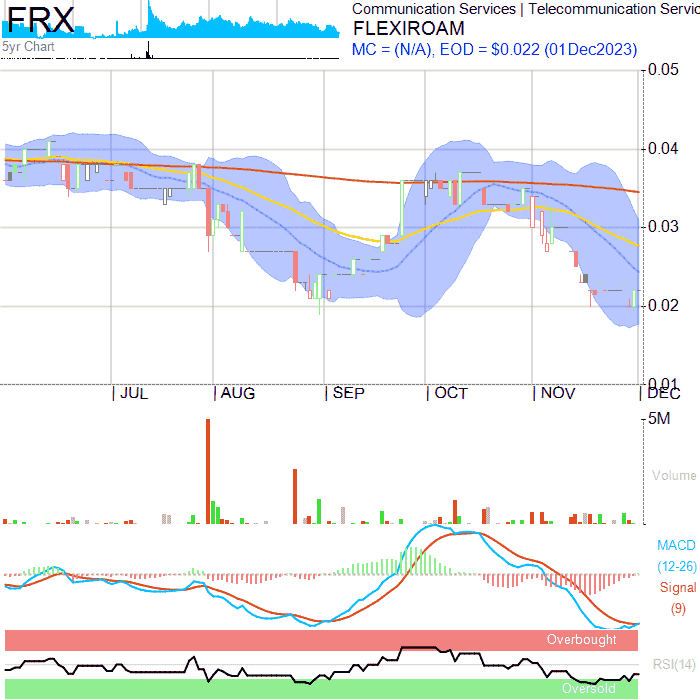 FRX
5yr Chart
Communication Services | Telecommunication Servic
FLEXIROAM
MC = (N/A), EOD = $0.022 (01Dec2023)
0.05
0.04
0.03
0.02
0.01
| JUL | AUG | SEP | OCT | NOV | DEC
5M
Volume
MACD
(12-26)
Signal
(9)
Overbought
RSI(14)
Oversold